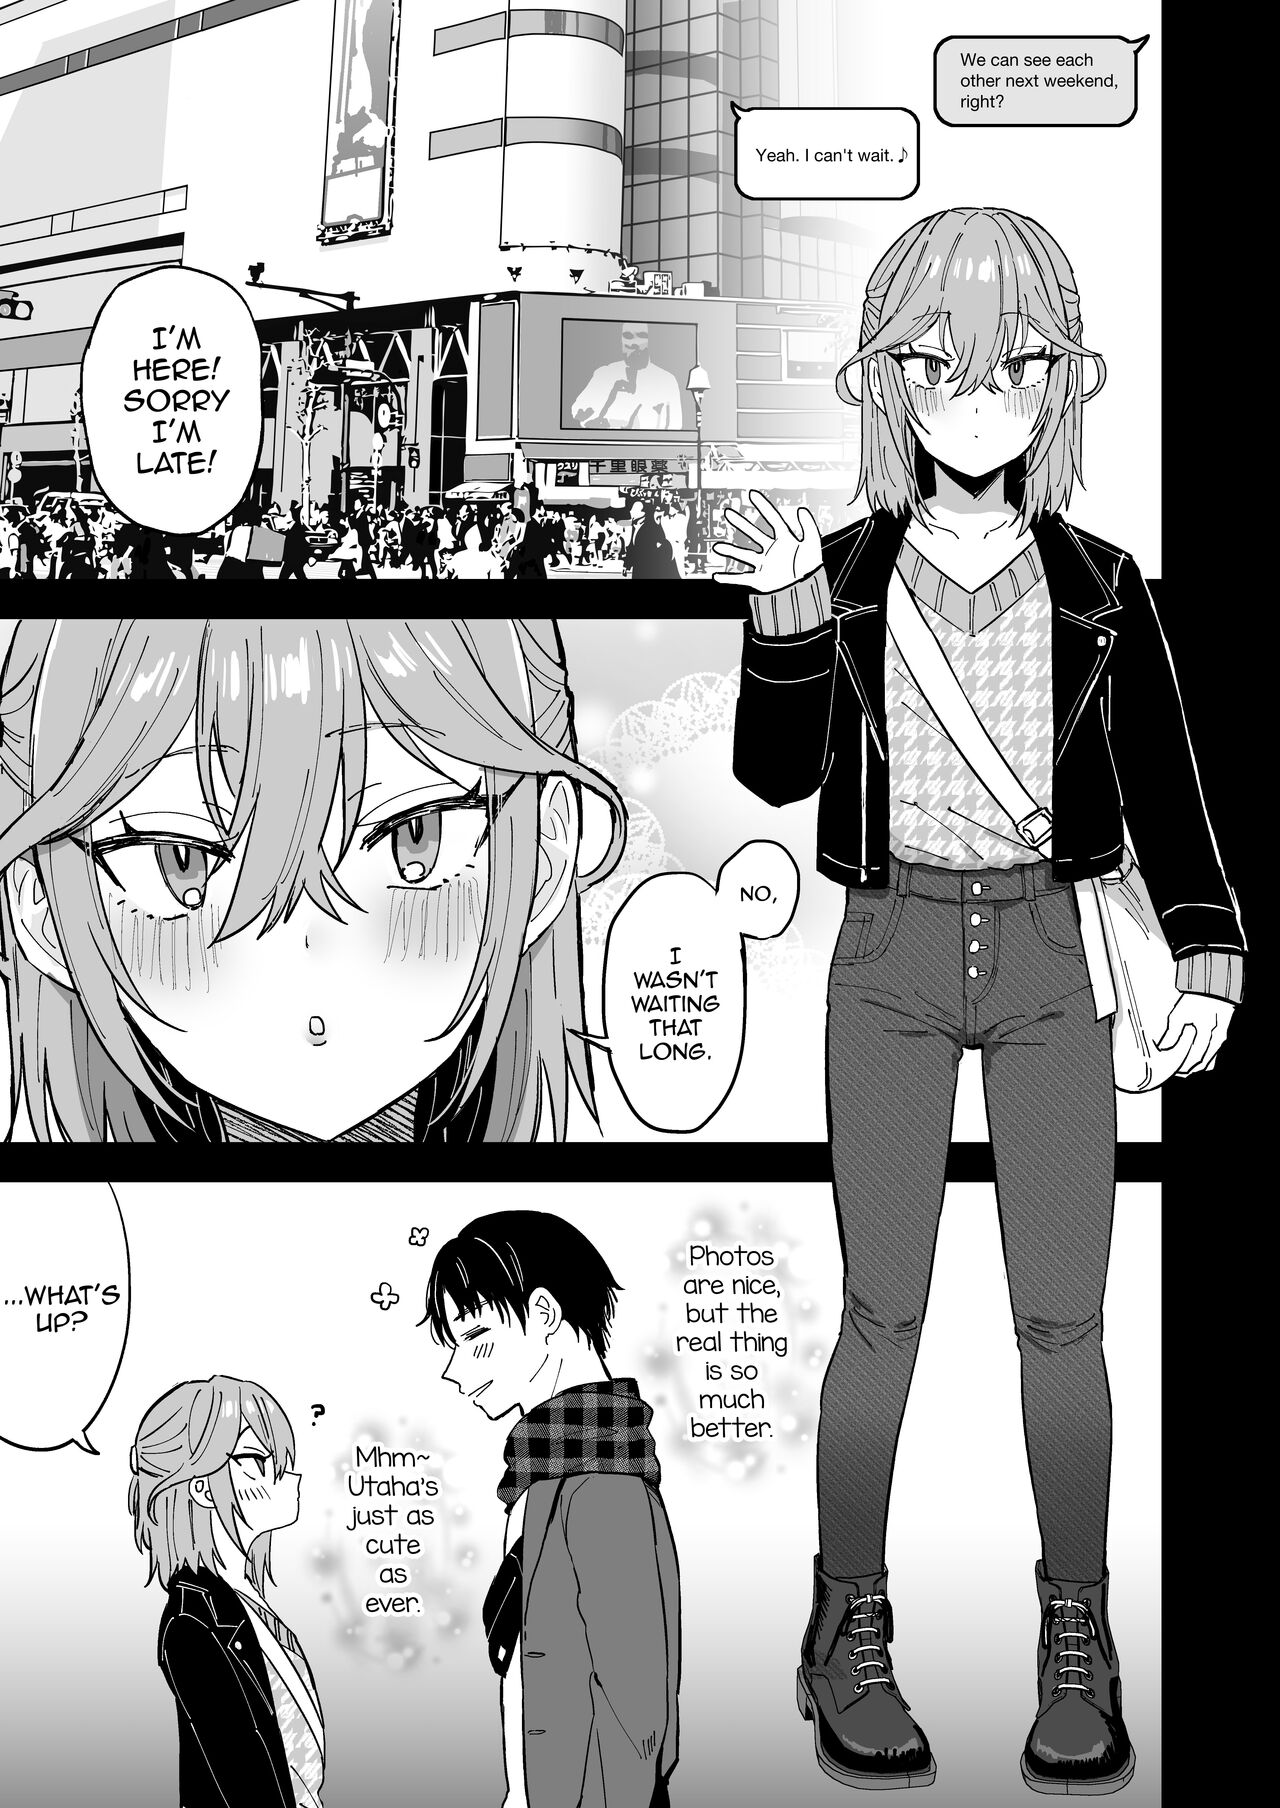 We can see each
other next weekend,
right?
Yeah. I can't wait.♪
I'M
HERE!
SORRY
I'M
LATE!
千里眼薬
NO,
I
WASN'T
WAITING
THAT
LONG.
Photos
are nice,
but the
real thing
is so
much
better.
Mhm~
Utaha's
just as
cute
as
ever.
?
...WHAT'S
UP?